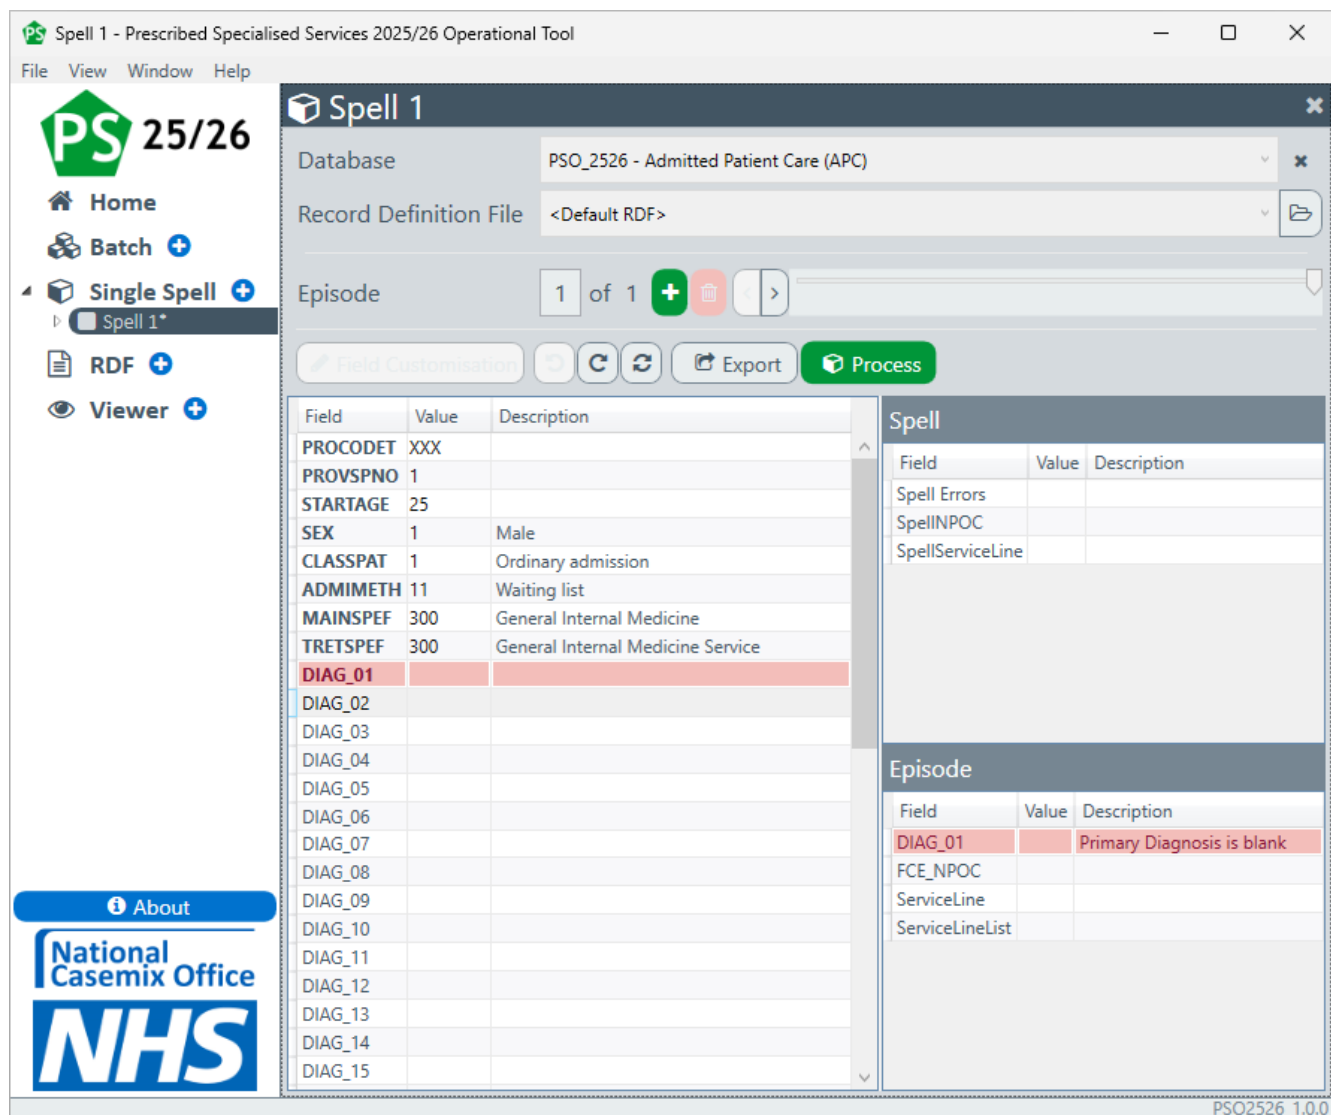 Spell 1 - Prescribed Specialised Services 2025/26 Operational Tool
File View Window Help
PS 25/26
Home
Batch
Single Spell
Spell 1*
RDF
Viewer
About
National
Casemix Office
NHS
Spell 1
Database PSO_2526 - Admitted Patient Care (APC)
Record Definition File <Default RDF>
Episode 1 of 1
Field Customisation Export Process
Field Value Description
PROCODET XXX
PROVSPNO 1
STARTAGE 25
SEX 1 Male
CLASSPAT 1 Ordinary admission
ADMIMETH 11 Waiting list
MAINSPEF 300 General Internal Medicine
TRETSPEF 300 General Internal Medicine Service
DIAG_01
DIAG_02
DIAG_03
DIAG_04
DIAG_05
DIAG_06
DIAG_07
DIAG_08
DIAG_09
DIAG_10
DIAG_11
DIAG_12
DIAG_13
DIAG_14
DIAG_15
Spell
Field Value Description
Spell Errors
SpellNPOC
SpellServiceLine
Episode
Field Value Description
DIAG_01 Primary Diagnosis is blank
FCE_NPOC
ServiceLine
ServiceLineList
PSO2526 1.0.0